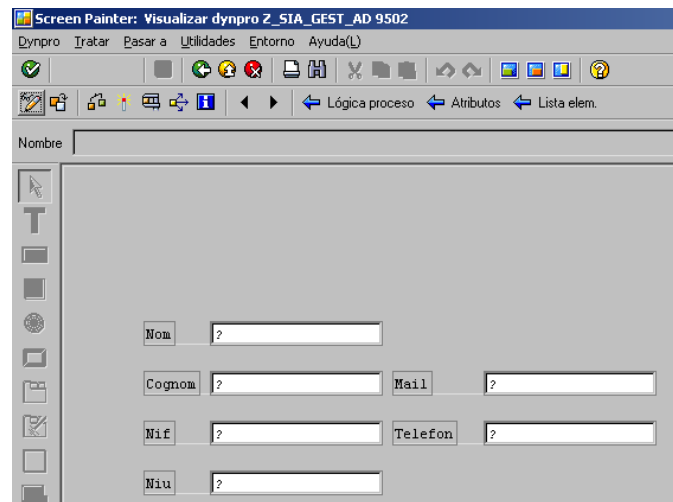 Screen Painter: Visualizar dynpro Z_SIA_GEST_AD 9502
Dynpro Tratar Pasar a Utilidades Entorno Ayuda(L)
Lógica proceso Atributos Lista elem.
Nombre
T
Nom ?
Cognom ? Mail ?
Nif ? Telefon ?
Niu ?